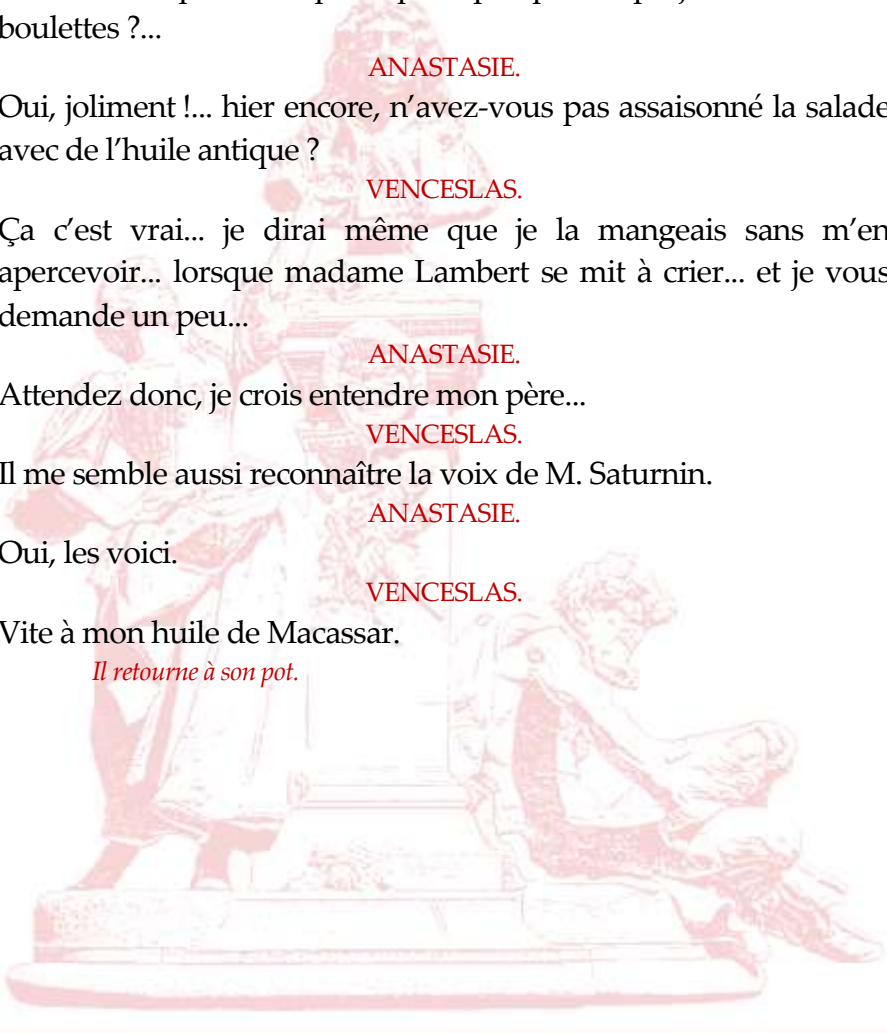 boulettes ?...
ANASTASIE.
Oui, joliment !... hier encore, n’avez-vous pas assaisonné la salade
avec de l’huile antique ?
VENCESLAS.
Ça c’est vrai... je dirai même que je la mangeais sans m’en
apercevoir... lorsque madame Lambert se mit à crier... et je vous
demande un peu...
ANASTASIE.
Attendez donc, je crois entendre mon père...
VENCESLAS.
Il me semble aussi reconnaître la voix de M. Saturnin.
ANASTASIE.
Oui, les voici.
VENCESLAS.
Vite à mon huile de Macassar.
Il retourne à son pot.